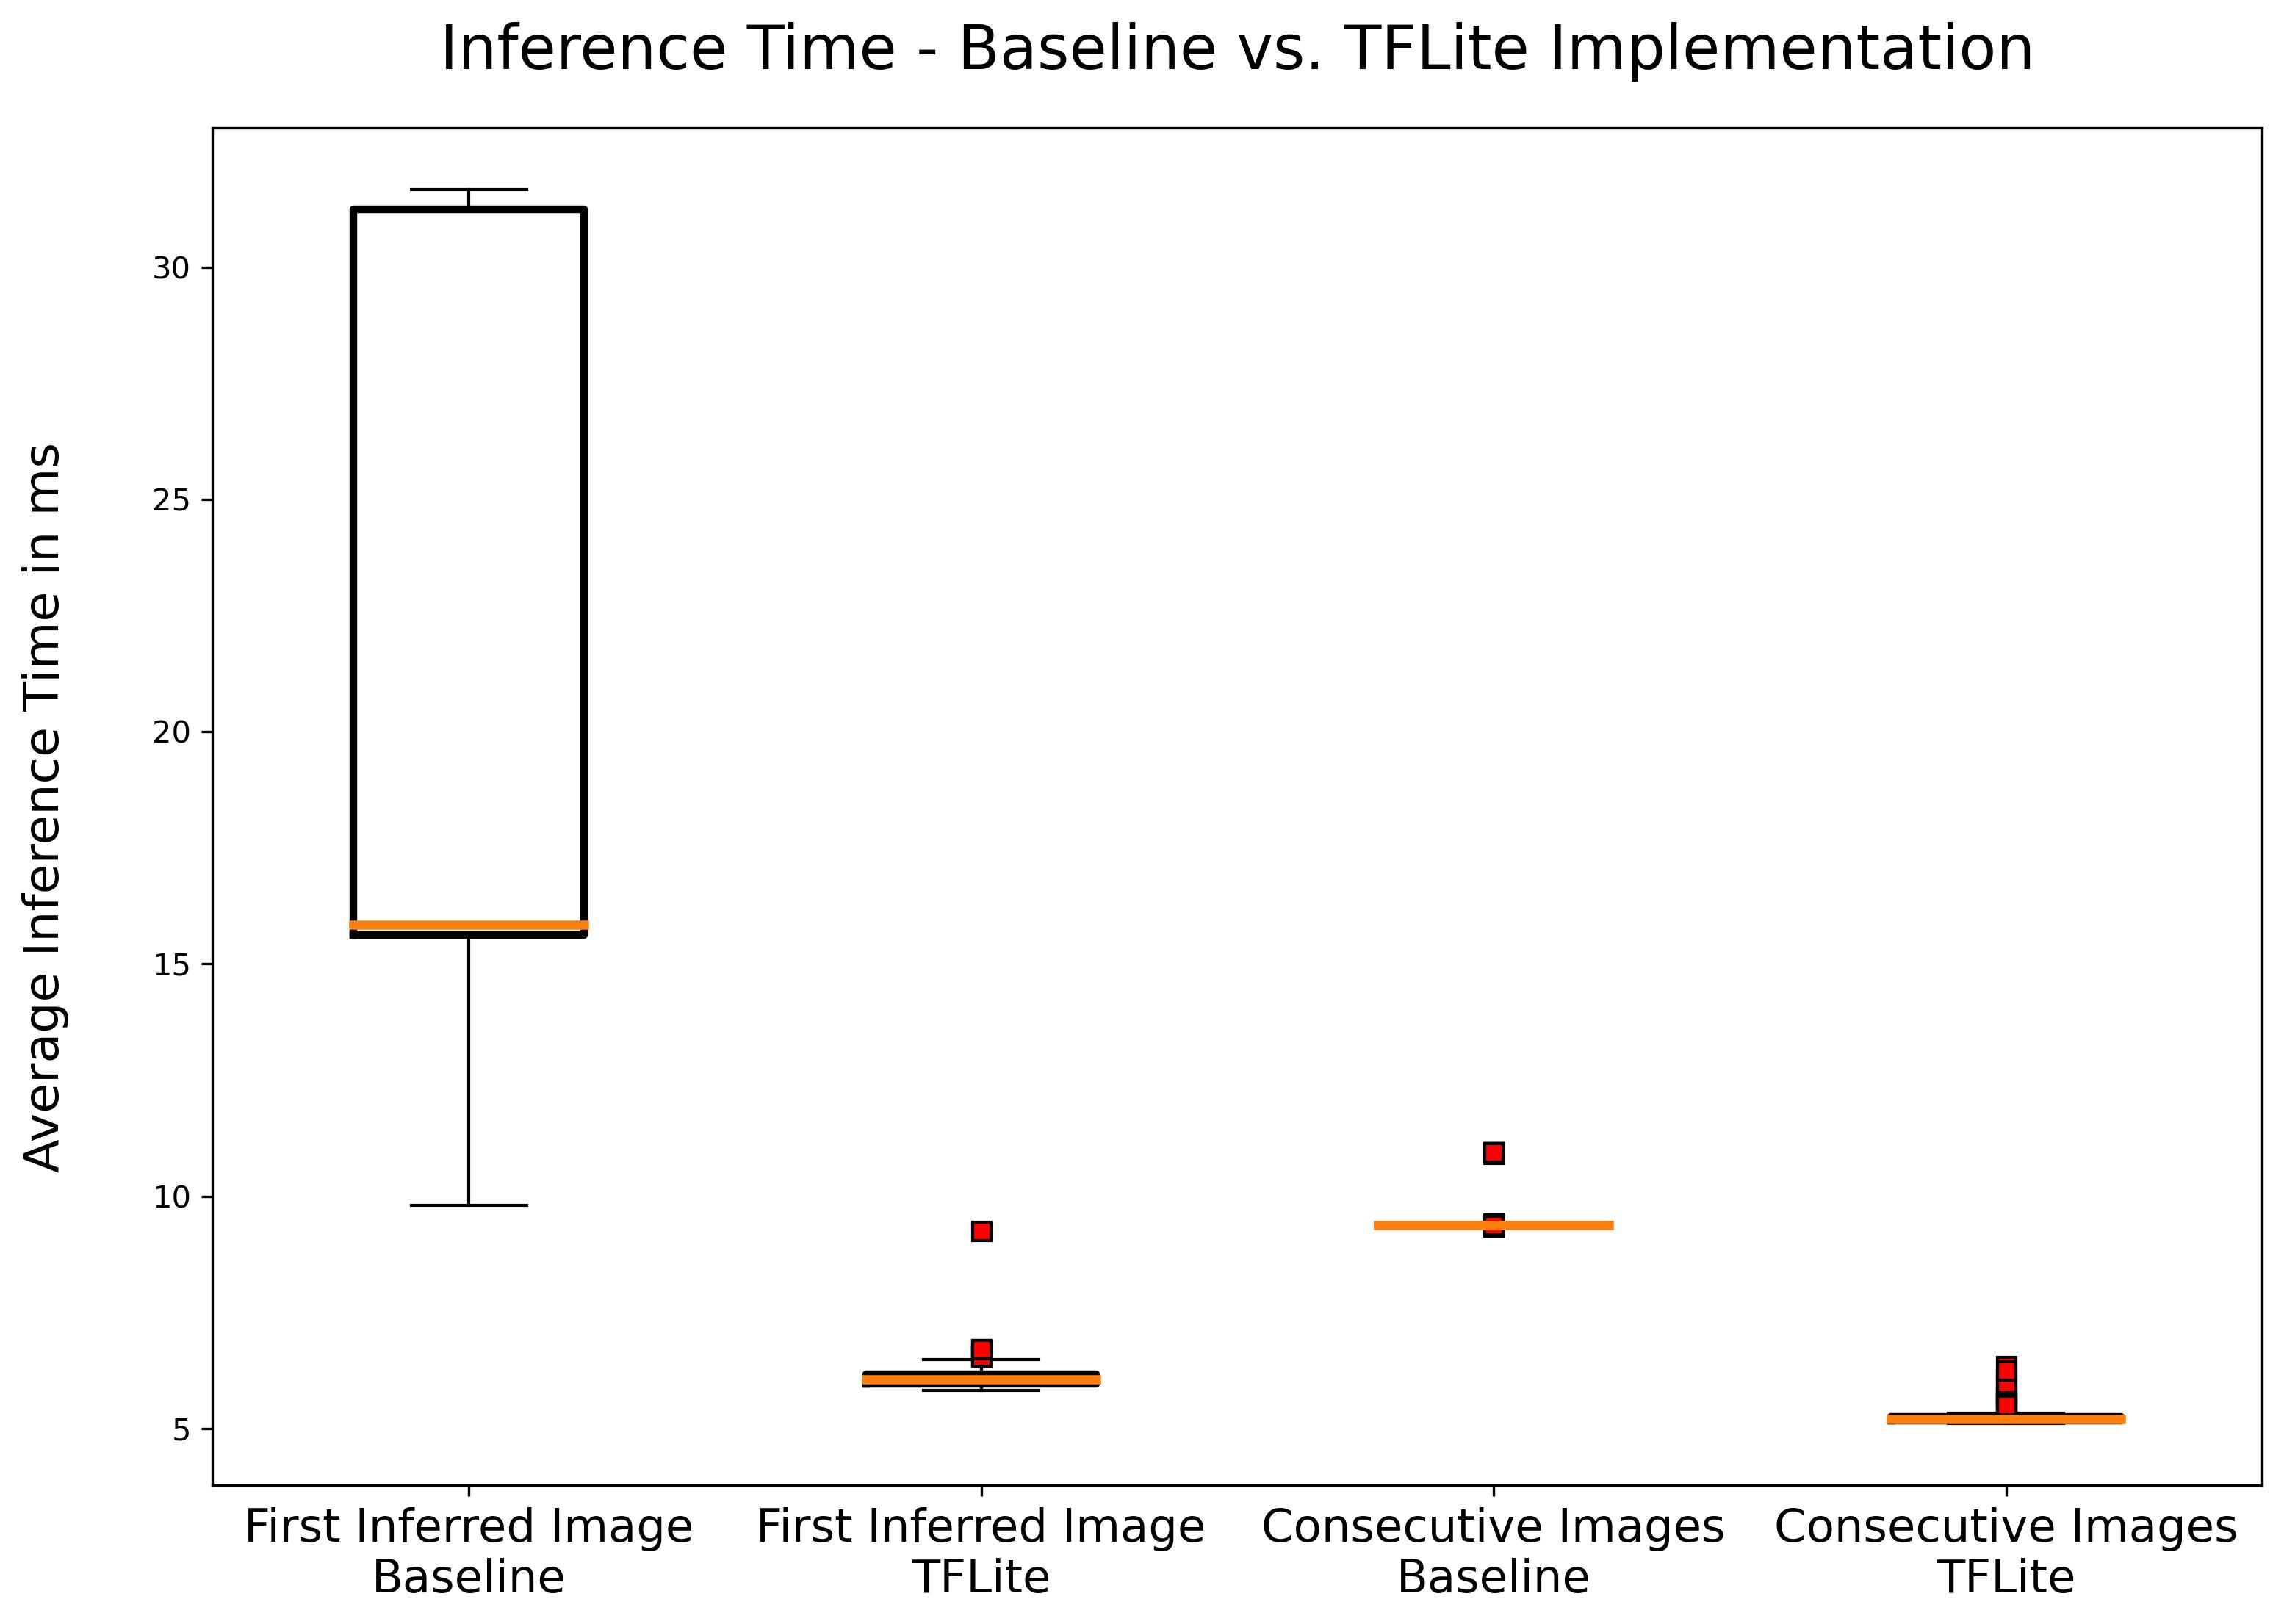 Inference Time - Baseline vs. TFLite Implementation
Average Inference Time in ms
30
25
20
15
10
5
First Inferred Image
Baseline
First Inferred Image
TFLite
Consecutive Images
Baseline
Consecutive Images
TFLite